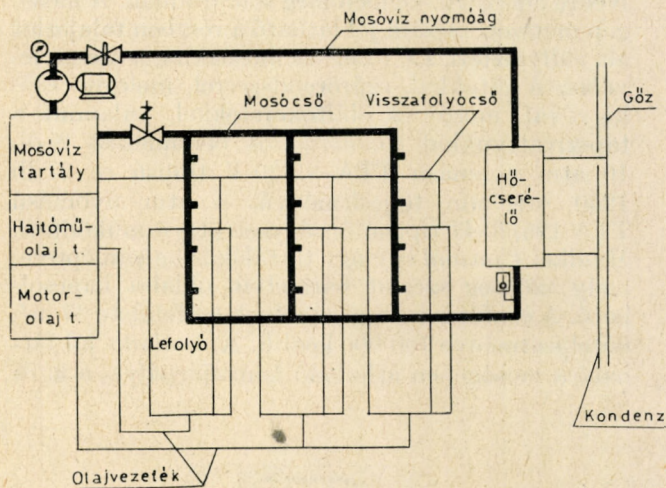 Mosóvíz nyomóág
Mosócső
Visszafolyócső
Gőz
Mosóvíz
tartály
Hő-
cseré-
lő
Hajtómű-
olaj t.
Motor-
olaj t.
Lefolyó
Kondenz
Olajvezeték